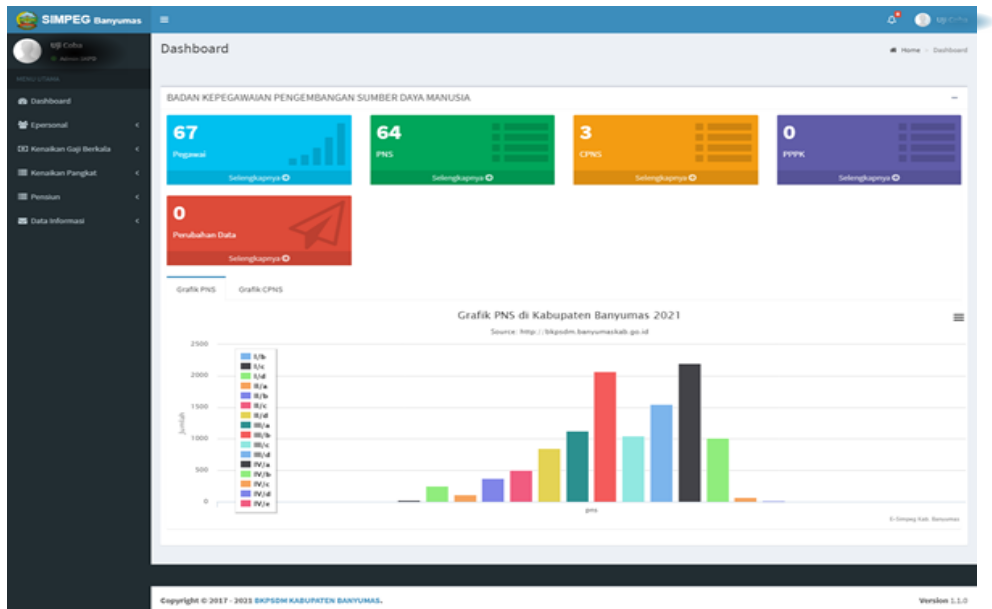 SIMPEG Banyumas
Uji Coba
Uji Coba
Admin SKPD
MENU UTAMA
Dashboard
Epersonal
Kenaikan Gaji Berkala
Kenaikan Pangkat
Pensiun
Data Informasi
Dashboard
Home > Dashboard
BADAN KEPEGAWAIAN PENGEMBANGAN SUMBER DAYA MANUSIA
67
Pegawai
Selengkapnya
64
PNS
Selengkapnya
3
CPNS
Selengkapnya
0
PPPK
Selengkapnya
0
Perubahan Data
Selengkapnya
Grafik PNS
Grafik CPNS
Grafik PNS di Kabupaten Banyumas 2021
Source: http://bkpsdm.banyumaskab.go.id
Jumlah
2500
2000
1500
1000
500
0
I/b
I/c
I/d
II/a
II/b
II/c
II/d
III/a
III/b
III/c
III/d
IV/a
IV/b
IV/c
IV/d
IV/e
pns
E-Simpeg Kab. Banyumas
Copyright © 2017 - 2021 BKPSDM KABUPATEN BANYUMAS.
Version 1.1.0